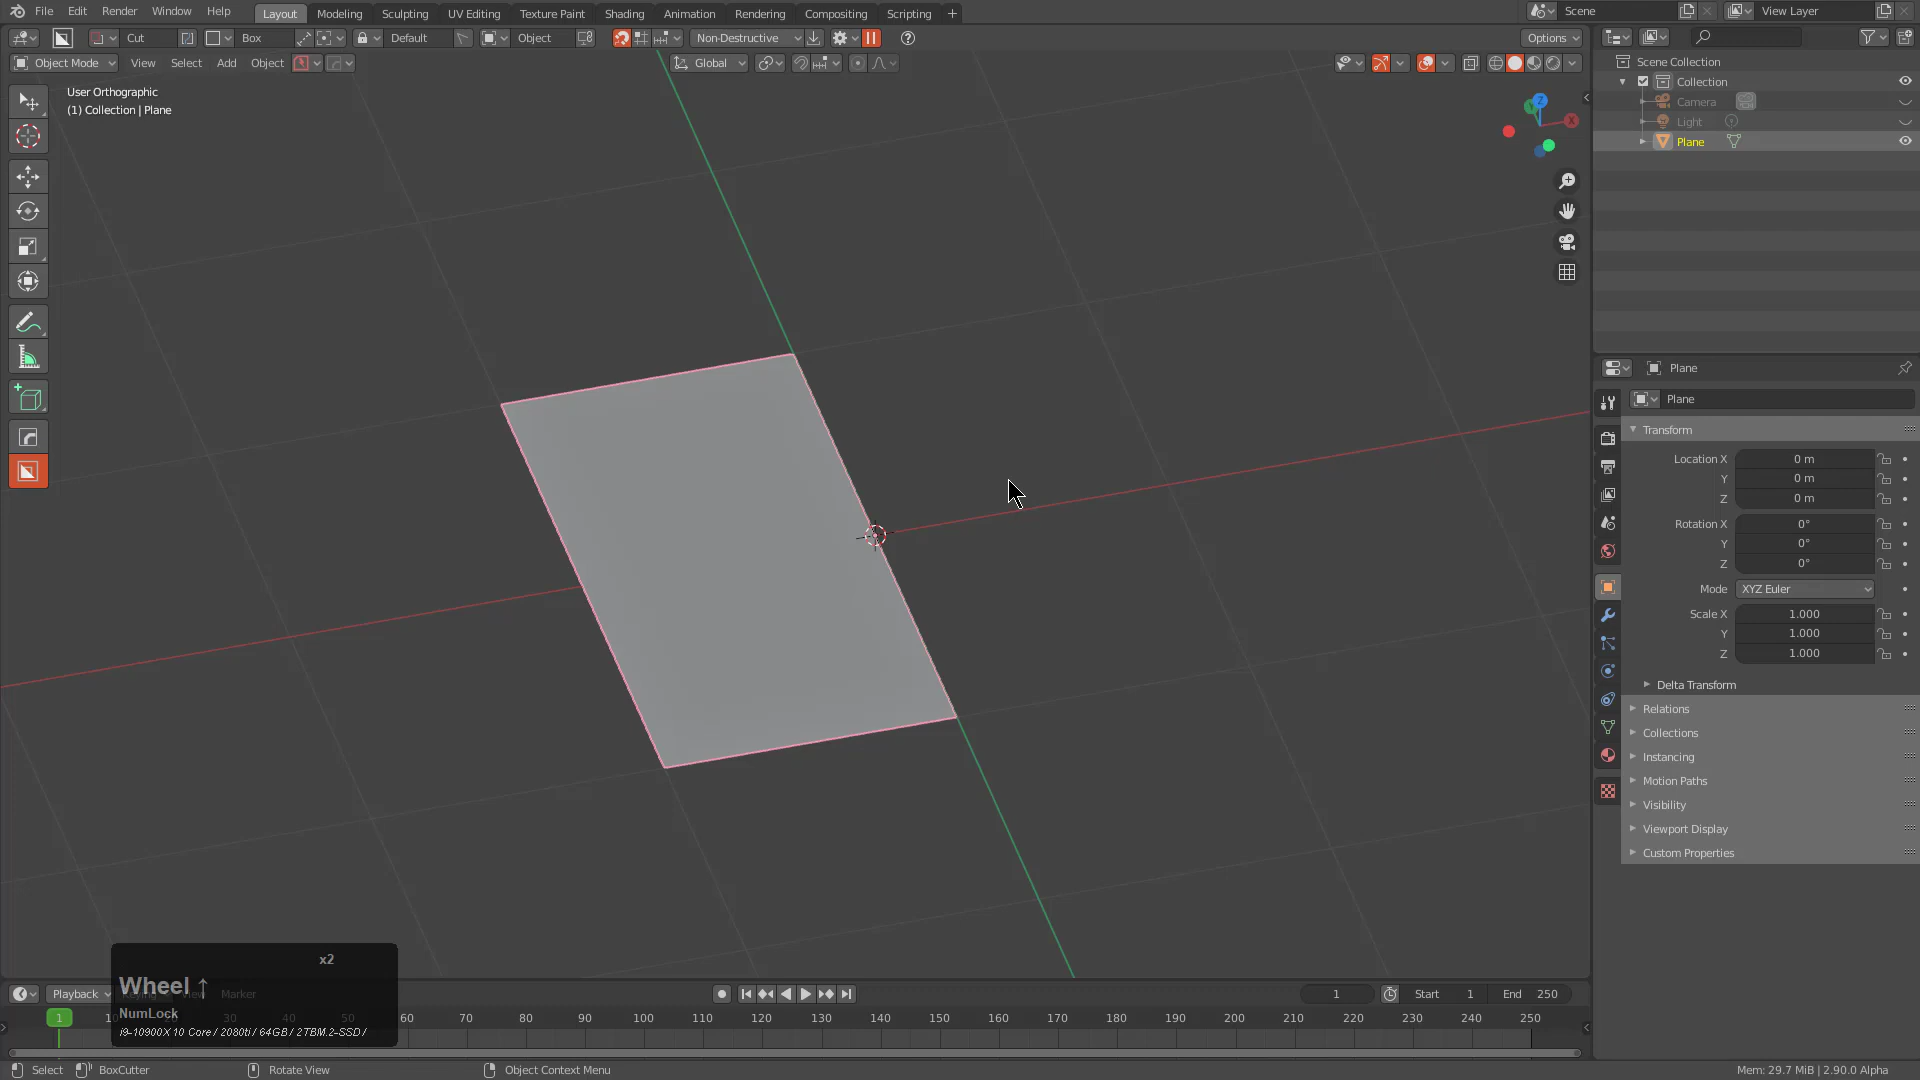 File Edit Render Window Help Layout Modeling Sculpting UV Editing Texture Paint Shading Animation Rendering Compositing Scripting + Scene View Layer
Cut Box Default Object Non-Destructive Options
Object Mode View Select Add Object Global
User Orthographic
(1) Collection | Plane
Z
X
Scene Collection
Collection
Camera
Light
Plane
Plane
Plane
Transform
Location X 0 m
Y 0 m
Z 0 m
Rotation X 0°
Y 0°
Z 0°
Mode XYZ Euler
Scale X 1.000
Y 1.000
Z 1.000
Delta Transform
Relations
Collections
Instancing
Motion Paths
Visibility
Viewport Display
Custom Properties
x2
Wheel ↑
NumLock
i9-10900X 10 Core / 2080ti / 64GB / 2TBM.2-SSD /
Playback Keying View Marker 1 Start 1 End 250
1 10 20 30 40 50 60 70 80 90 100 110 120 130 140 150 160 170 180 190 200 210 220 230 240 250
Select BoxCutter Rotate View Object Context Menu Mem: 29.7 MiB | 2.90.0 Alpha